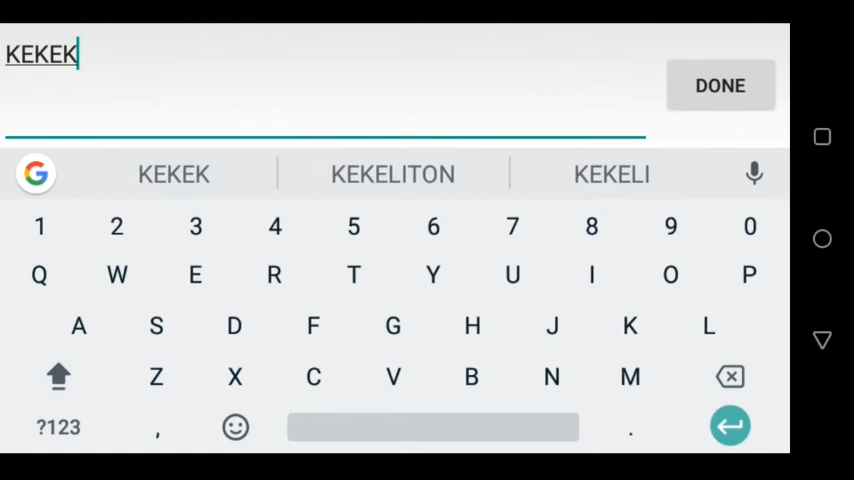 KEKEK
DONE
KEKEK KEKELITON KEKELI
1 2 3 4 5 6 7 8 9 0
Q W E R T Y U I O P
A S D F G H J K L
Z X C V B N M
?123 , .